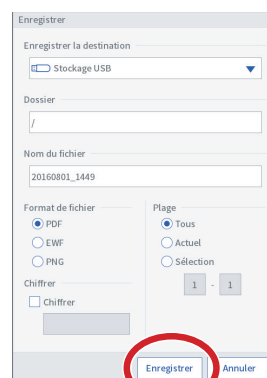 Enregistrer
Enregistrer la destination
Stockage USB
Dossier
/
Nom du fichier
20160801_1449
Format de fichier
PDF
EWF
PNG
Plage
Tous
Actuel
Sélection
1 - 1
Chiffrer
Chiffrer
Enregistrer
Annuler